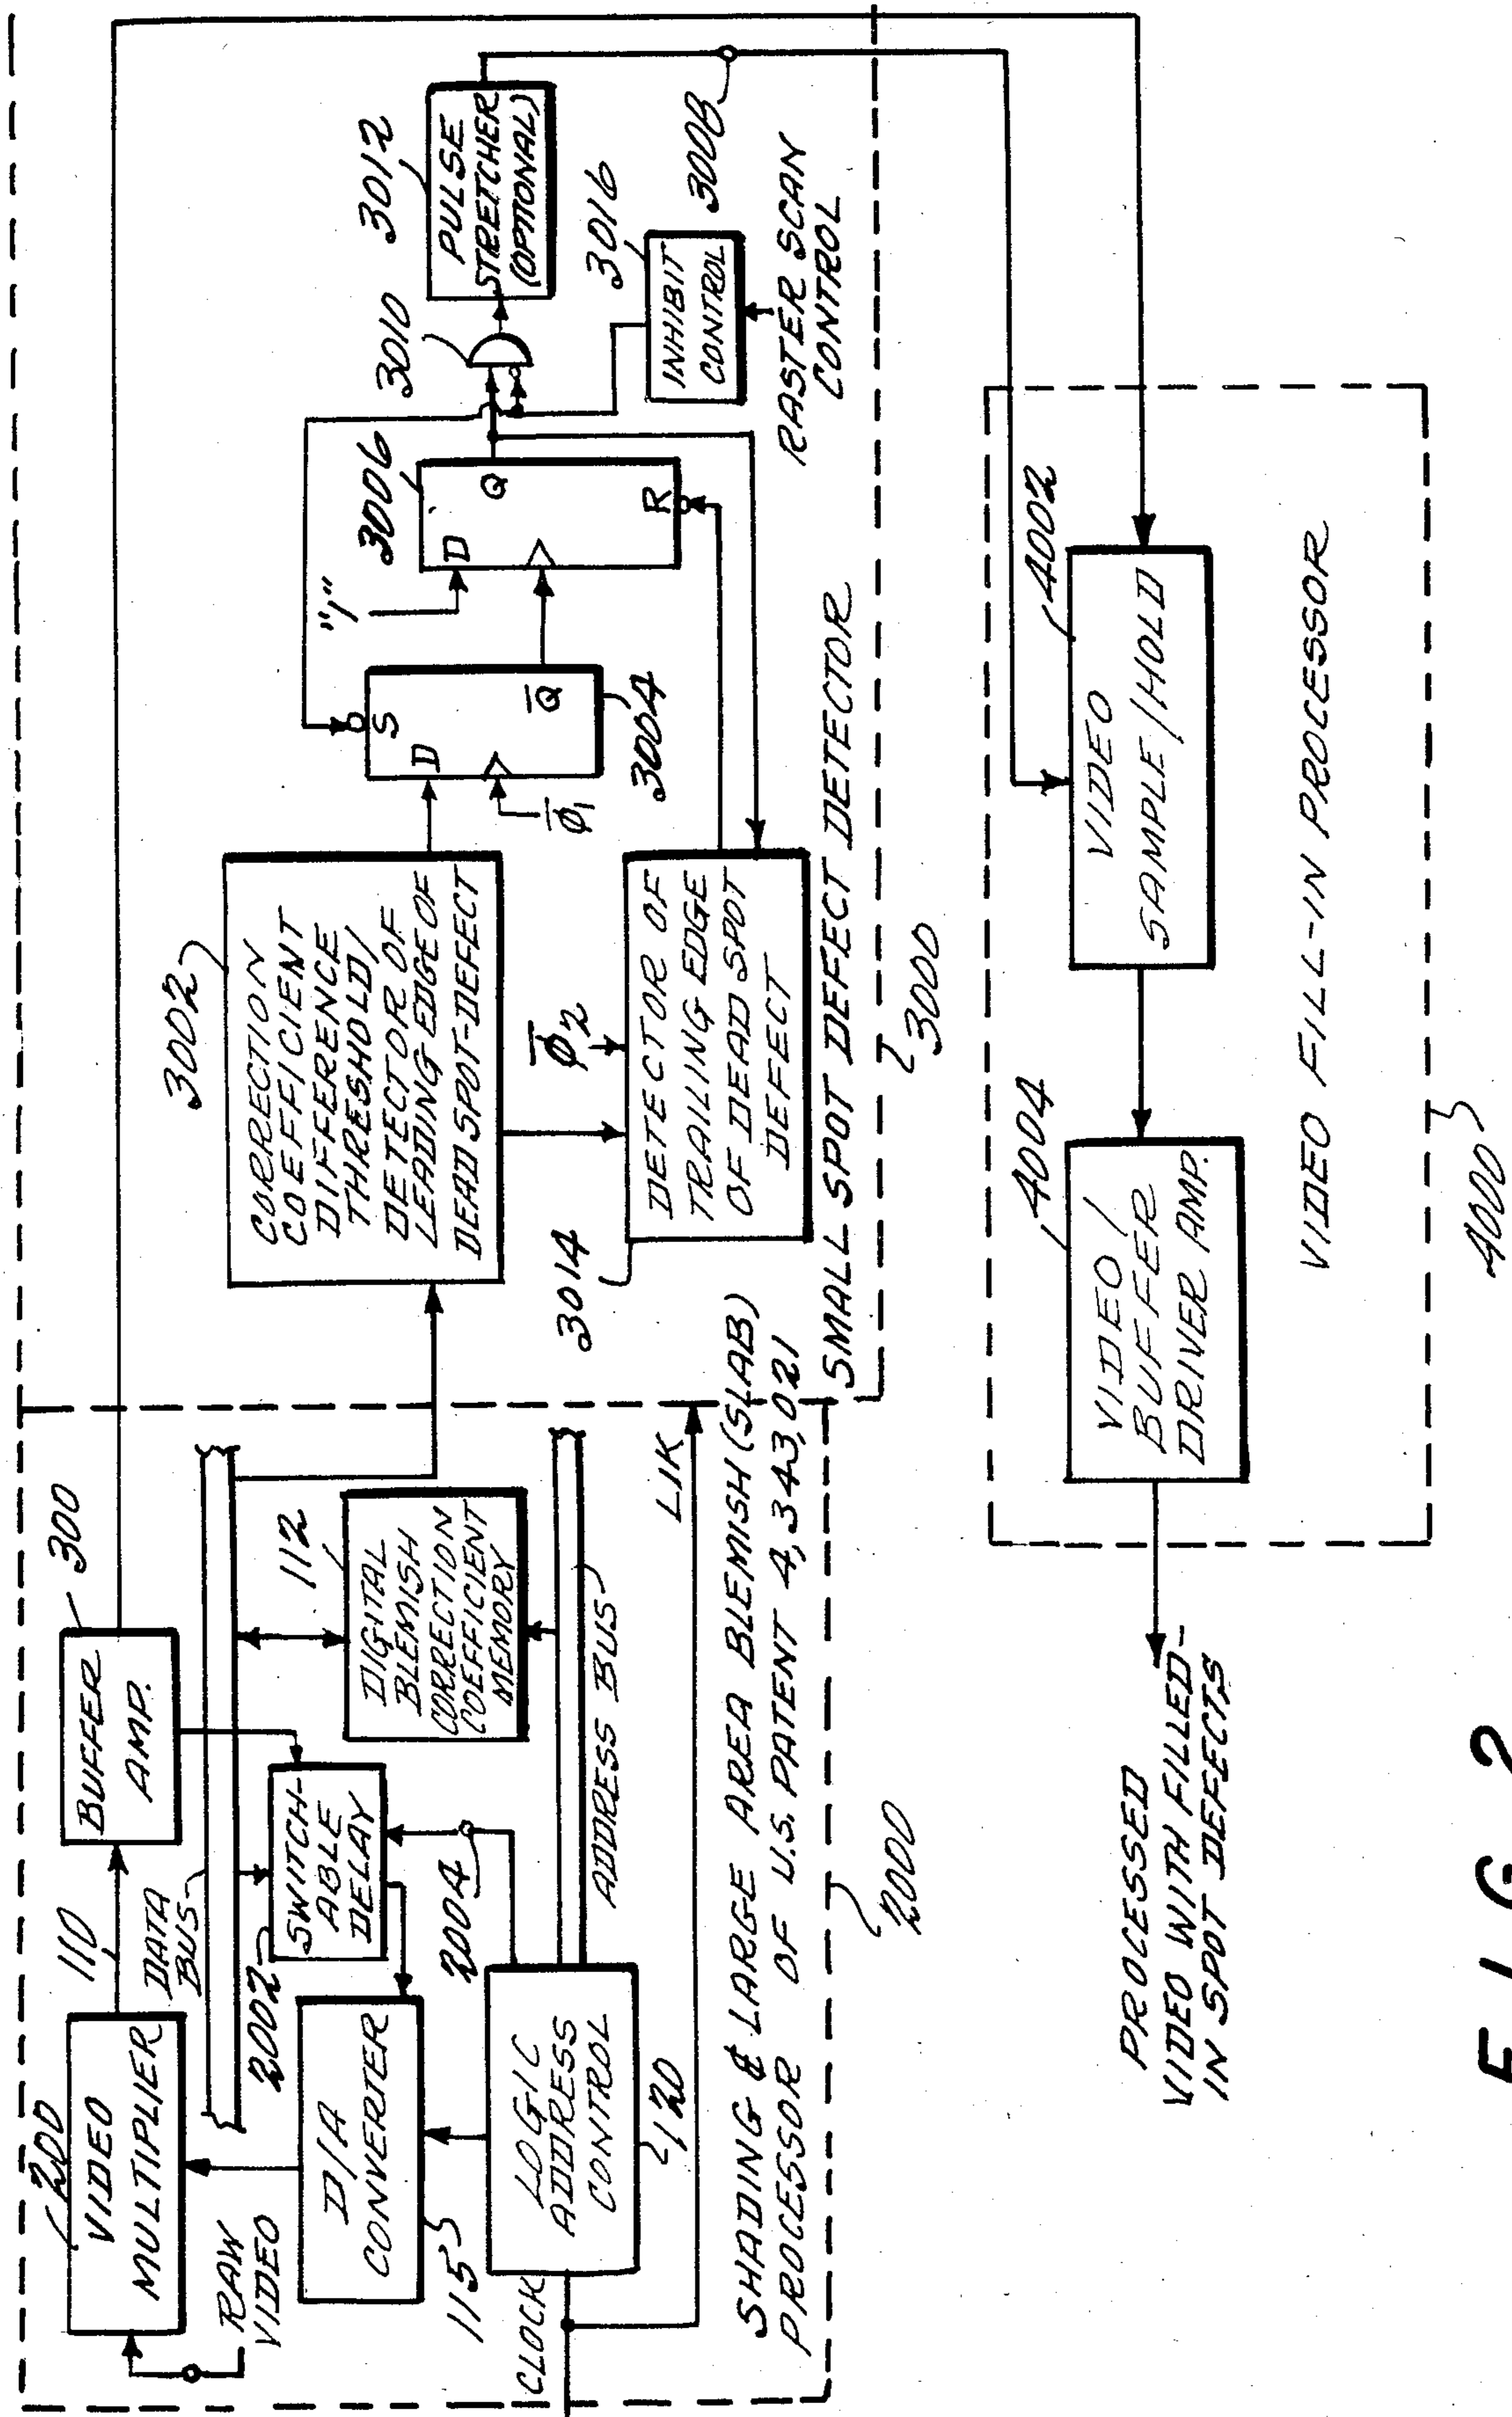 200
VIDEO
MULTIPLIER
RAW
VIDEO
110
BUFFER
AMP.
300
DATA
BUS
2002
SWITCH-
ABLE
DELAY
112
DIGITAL
BLEMISH
CORRECTION
COEFFICIENT
MEMORY
D/A
CONVERTER
115
2004
CLOCK
LOGIC
ADDRESS
CONTROL
120
ADDRESS BUS
SHADING & LARGE AREA BLEMISH (SLAB)
PROCESSOR OF U.S. PATENT 4,343,021
2000
3002
CORRECTION
COEFFICIENT
DIFFERENCE
THRESHOLD/
DETECTOR OF
LEADING EDGE OF
DEAD SPOT-DEFECT
3014
DETECTOR OF
TRAILING EDGE
OF DEAD SPOT
DEFECT
Φ̅2
Φ̅1
S
D
Q̅
3004
"1"
3006
D
Q
R
3010
3012
PULSE
STRETCHER
(OPTIONAL)
3016
INHIBIT
CONTROL
3008
RASTER SCAN
CONTROL
SMALL SPOT DEFECT DETECTOR
3000
4002
VIDEO
SAMPLE/HOLD
4004
VIDEO/
BUFFER/
DRIVER AMP.
VIDEO FILL-IN PROCESSOR
4000
PROCESSED
VIDEO WITH FILLED-
IN SPOT DEFECTS
FIG. 2